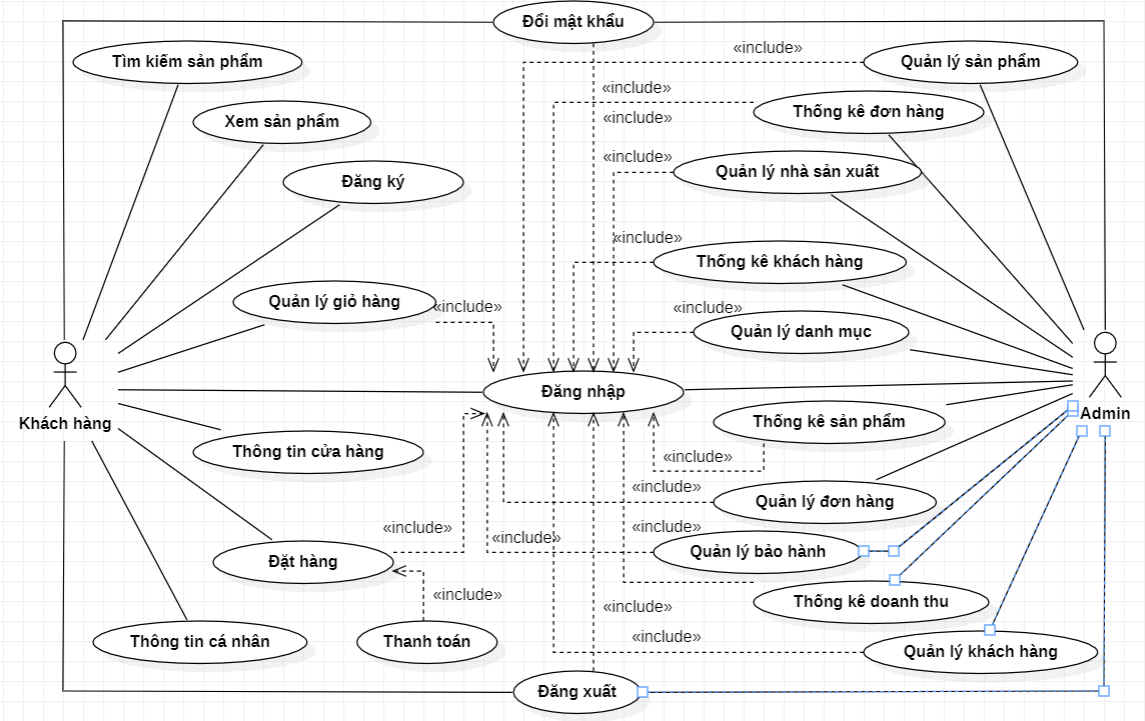 Đổi mật khẩu
«include»
Tìm kiếm sản phẩm
Quản lý sản phẩm
«include»
Thống kê đơn hàng
«include»
Xem sản phẩm
«include»
Quản lý nhà sản xuất
Đăng ký
«include»
Thống kê khách hàng
Quản lý giỏ hàng
«include»
«include»
Quản lý danh mục
Đăng nhập
Khách hàng
Admin
Thống kê sản phẩm
Thông tin cửa hàng
«include»
«include»
Quản lý đơn hàng
«include»
«include»
«include»
Quản lý bảo hành
Đặt hàng
«include»
Thống kê doanh thu
«include»
Thông tin cá nhân
Thanh toán
«include»
Quản lý khách hàng
Đăng xuất